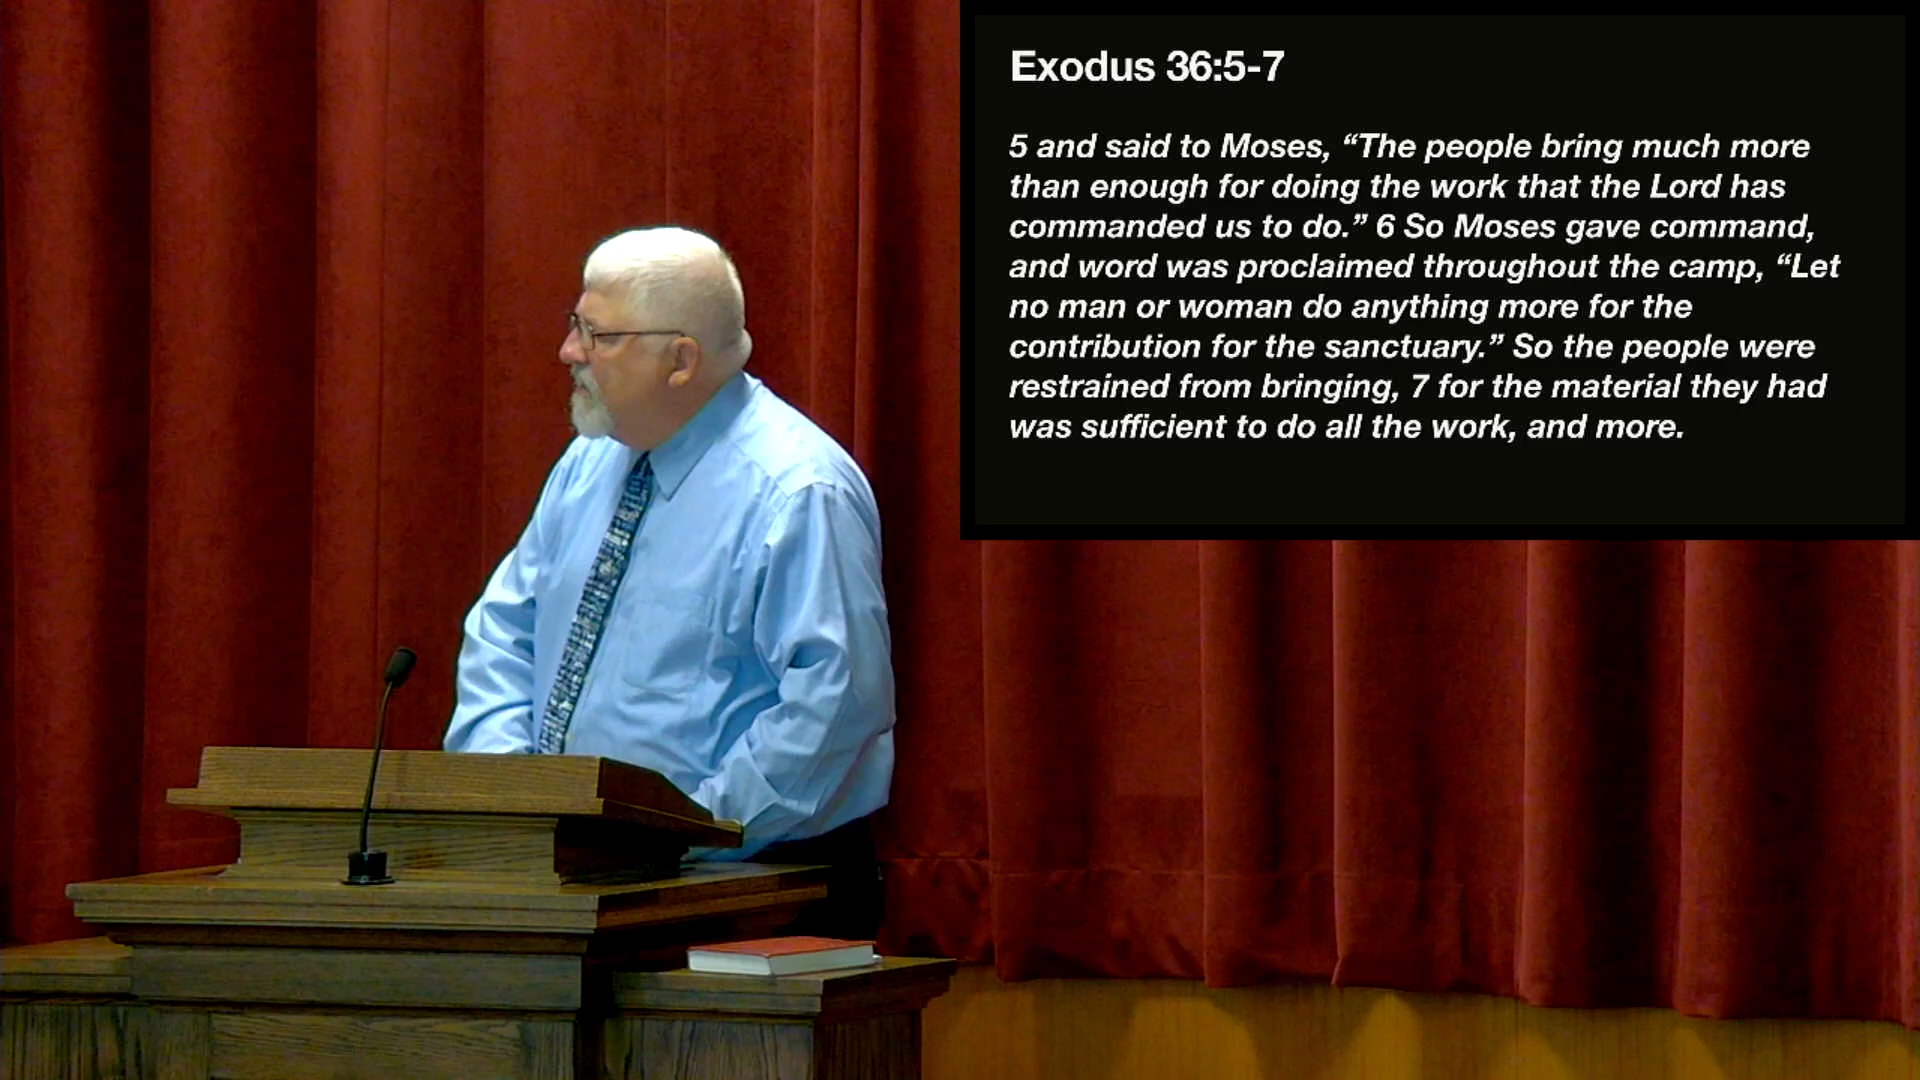 Exodus 36:5-7
5 and said to Moses, “The people bring much more
than enough for doing the work that the Lord has
commanded us to do.” 6 So Moses gave command,
and word was proclaimed throughout the camp, “Let
no man or woman do anything more for the
contribution for the sanctuary.” So the people were
restrained from bringing, 7 for the material they had
was sufficient to do all the work, and more.